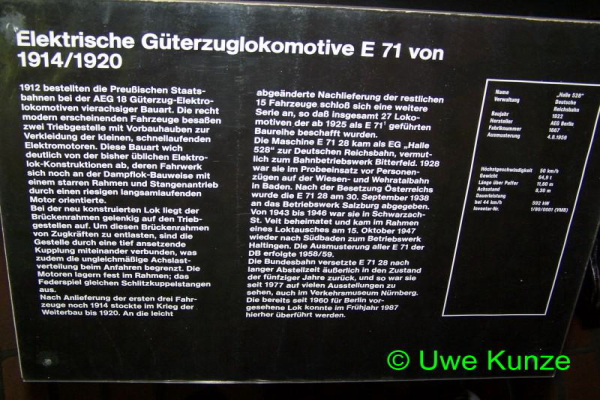 Elektrische Güterzuglokomotive E 71 von
1914/1920
1912 bestellten die Preußischen Staats-
bahnen bei der AEG 18 Güterzug-Elektro-
lokomotiven vierachsiger Bauart. Die recht
modern erscheinenden Fahrzeuge besaßen
zwei Triebgestelle mit Vorbauhauben zur
Verkleidung der kleinen, schnellaufenden
Elektromotoren. Diese Bauart wich
deutlich von der bisher üblichen Elektro-
lok-Konstruktionen ab, deren Fahrwerk
sich noch an der Dampflok-Bauweise mit
einem starren Rahmen und Stangenantrieb
durch einen riesigen langsamlaufenden
Motor orientierte.
Bei der neu konstruierten Lok liegt der
Brückenrahmen gelenkig auf den Trieb-
gestellen auf. Um diesen Brückenrahmen
von Zugkräften zu entlasten, sind die
Gestelle durch eine tief ansetzende
Kupplung miteinander verbunden, was
zudem die ungleichmäßige Achslast-
verteilung beim Anfahren begrenzt. Die
Motoren lagern fest im Rahmen; das
Federspiel gleichen Schlitzkuppelstangen
aus.
Nach Anlieferung der ersten drei Fahr-
zeuge noch 1914 stockte im Krieg der
Weiterbau bis 1920. An die leicht
abgeänderte Nachlieferung der restlichen
15 Fahrzeuge schloß sich eine weitere
Serie an, so daß insgesamt 27 Loko-
motiven der ab 1925 als E 71¹ geführten
Baureihe beschafft wurden.
Die Maschine E 71 28 kam als EG „Halle
528" zur Deutschen Reichsbahn, vermut-
lich zum Bahnbetriebswerk Bitterfeld. 1928
war sie im Probeeinsatz vor Personen-
zügen auf der Wiesen- und Wehratalbahn
in Baden. Nach der Besetzung Österreichs
wurde die E 71 28 am 30. September 1938
an das Betriebswerk Salzburg abgegeben.
Von 1943 bis 1946 war sie in Schwarzach-
St. Veit beheimatet und kam im Rahmen
eines Loktausches am 15. Oktober 1947
wieder nach Südbaden zum Betriebswerk
Haltingen. Die Ausmusterung aller E 71 der
DB erfolgte 1958/59.
Die Bundesbahn versetzte E 71 28 nach
langer Abstellzeit äußerlich in den Zustand
der fünfziger Jahre zurück, und so war sie
seit 1977 auf vielen Ausstellungen zu
sehen, auch im Verkehrsmuseum Nürnberg.
Die bereits seit 1960 für Berlin vor-
gesehene Lok konnte im Frühjahr 1987
hierher überführt werden.
Name „Halle 528"
Verwaltung Deutsche
Reichsbahn
Baujahr
Hersteller AEG Berlin
Fabriknummer
Ausmusterung
Höchstgeschwindigkeit 50 km/h
Gewicht 64,9 t
Länge über Puffer 11,60 m
Achsstand
Dauerleistung
bei 44 km/h 592 kW
Inventar-Nr.
© Uwe Kunze